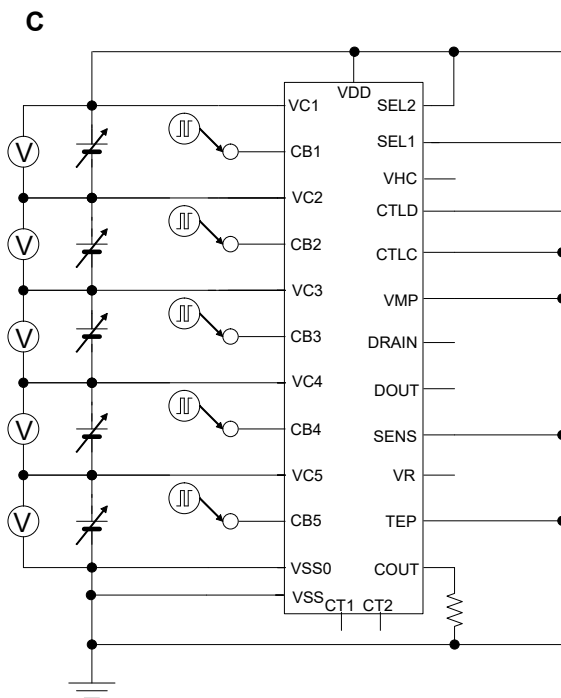 C
VDD
VC1
SEL2
V
CB1
SEL1
VC2
VHC
CTLD
V
CB2
CTLC
VC3
VMP
V
CB3
DRAIN
VC4
DOUT
V
CB4
SENS
VC5
VR
V
CB5
TEP
VSS0
COUT
VSS
CT1
CT2